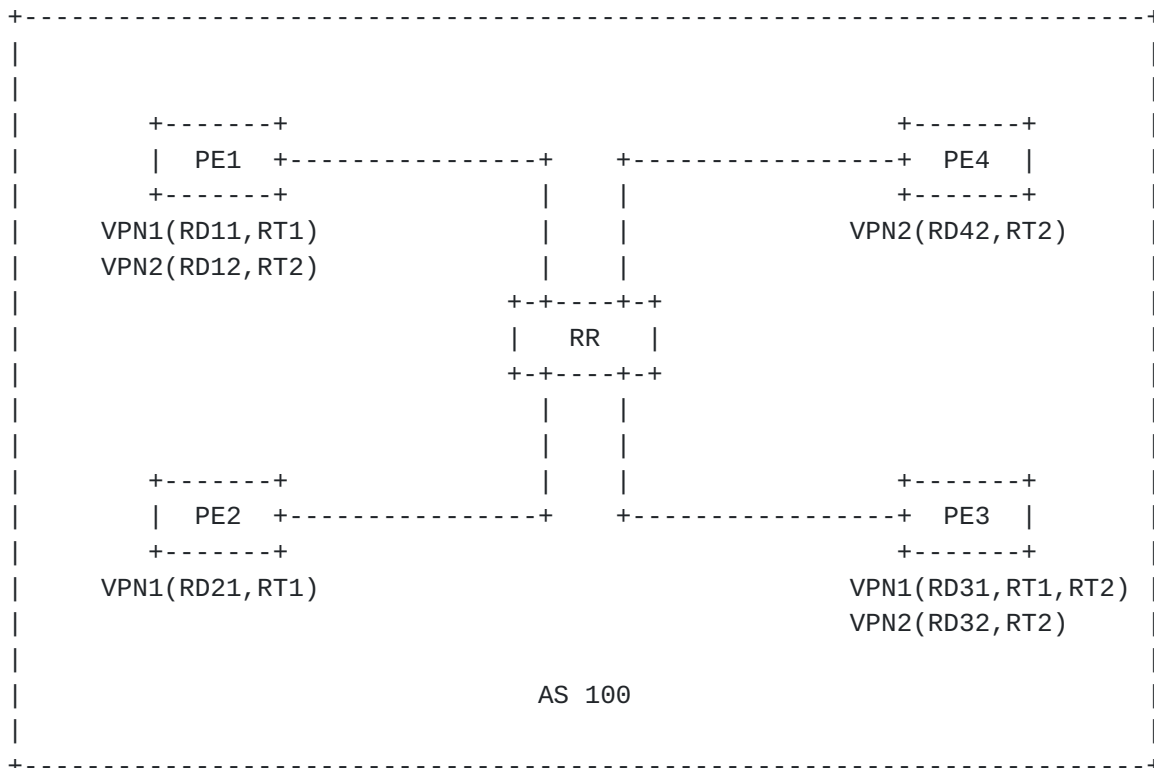 PE1 PE4
VPN1(RD11,RT1) VPN2(RD42,RT2)
VPN2(RD12,RT2)
RR
PE2 PE3
VPN1(RD21,RT1) VPN1(RD31,RT1,RT2)
VPN2(RD32,RT2)
AS 100